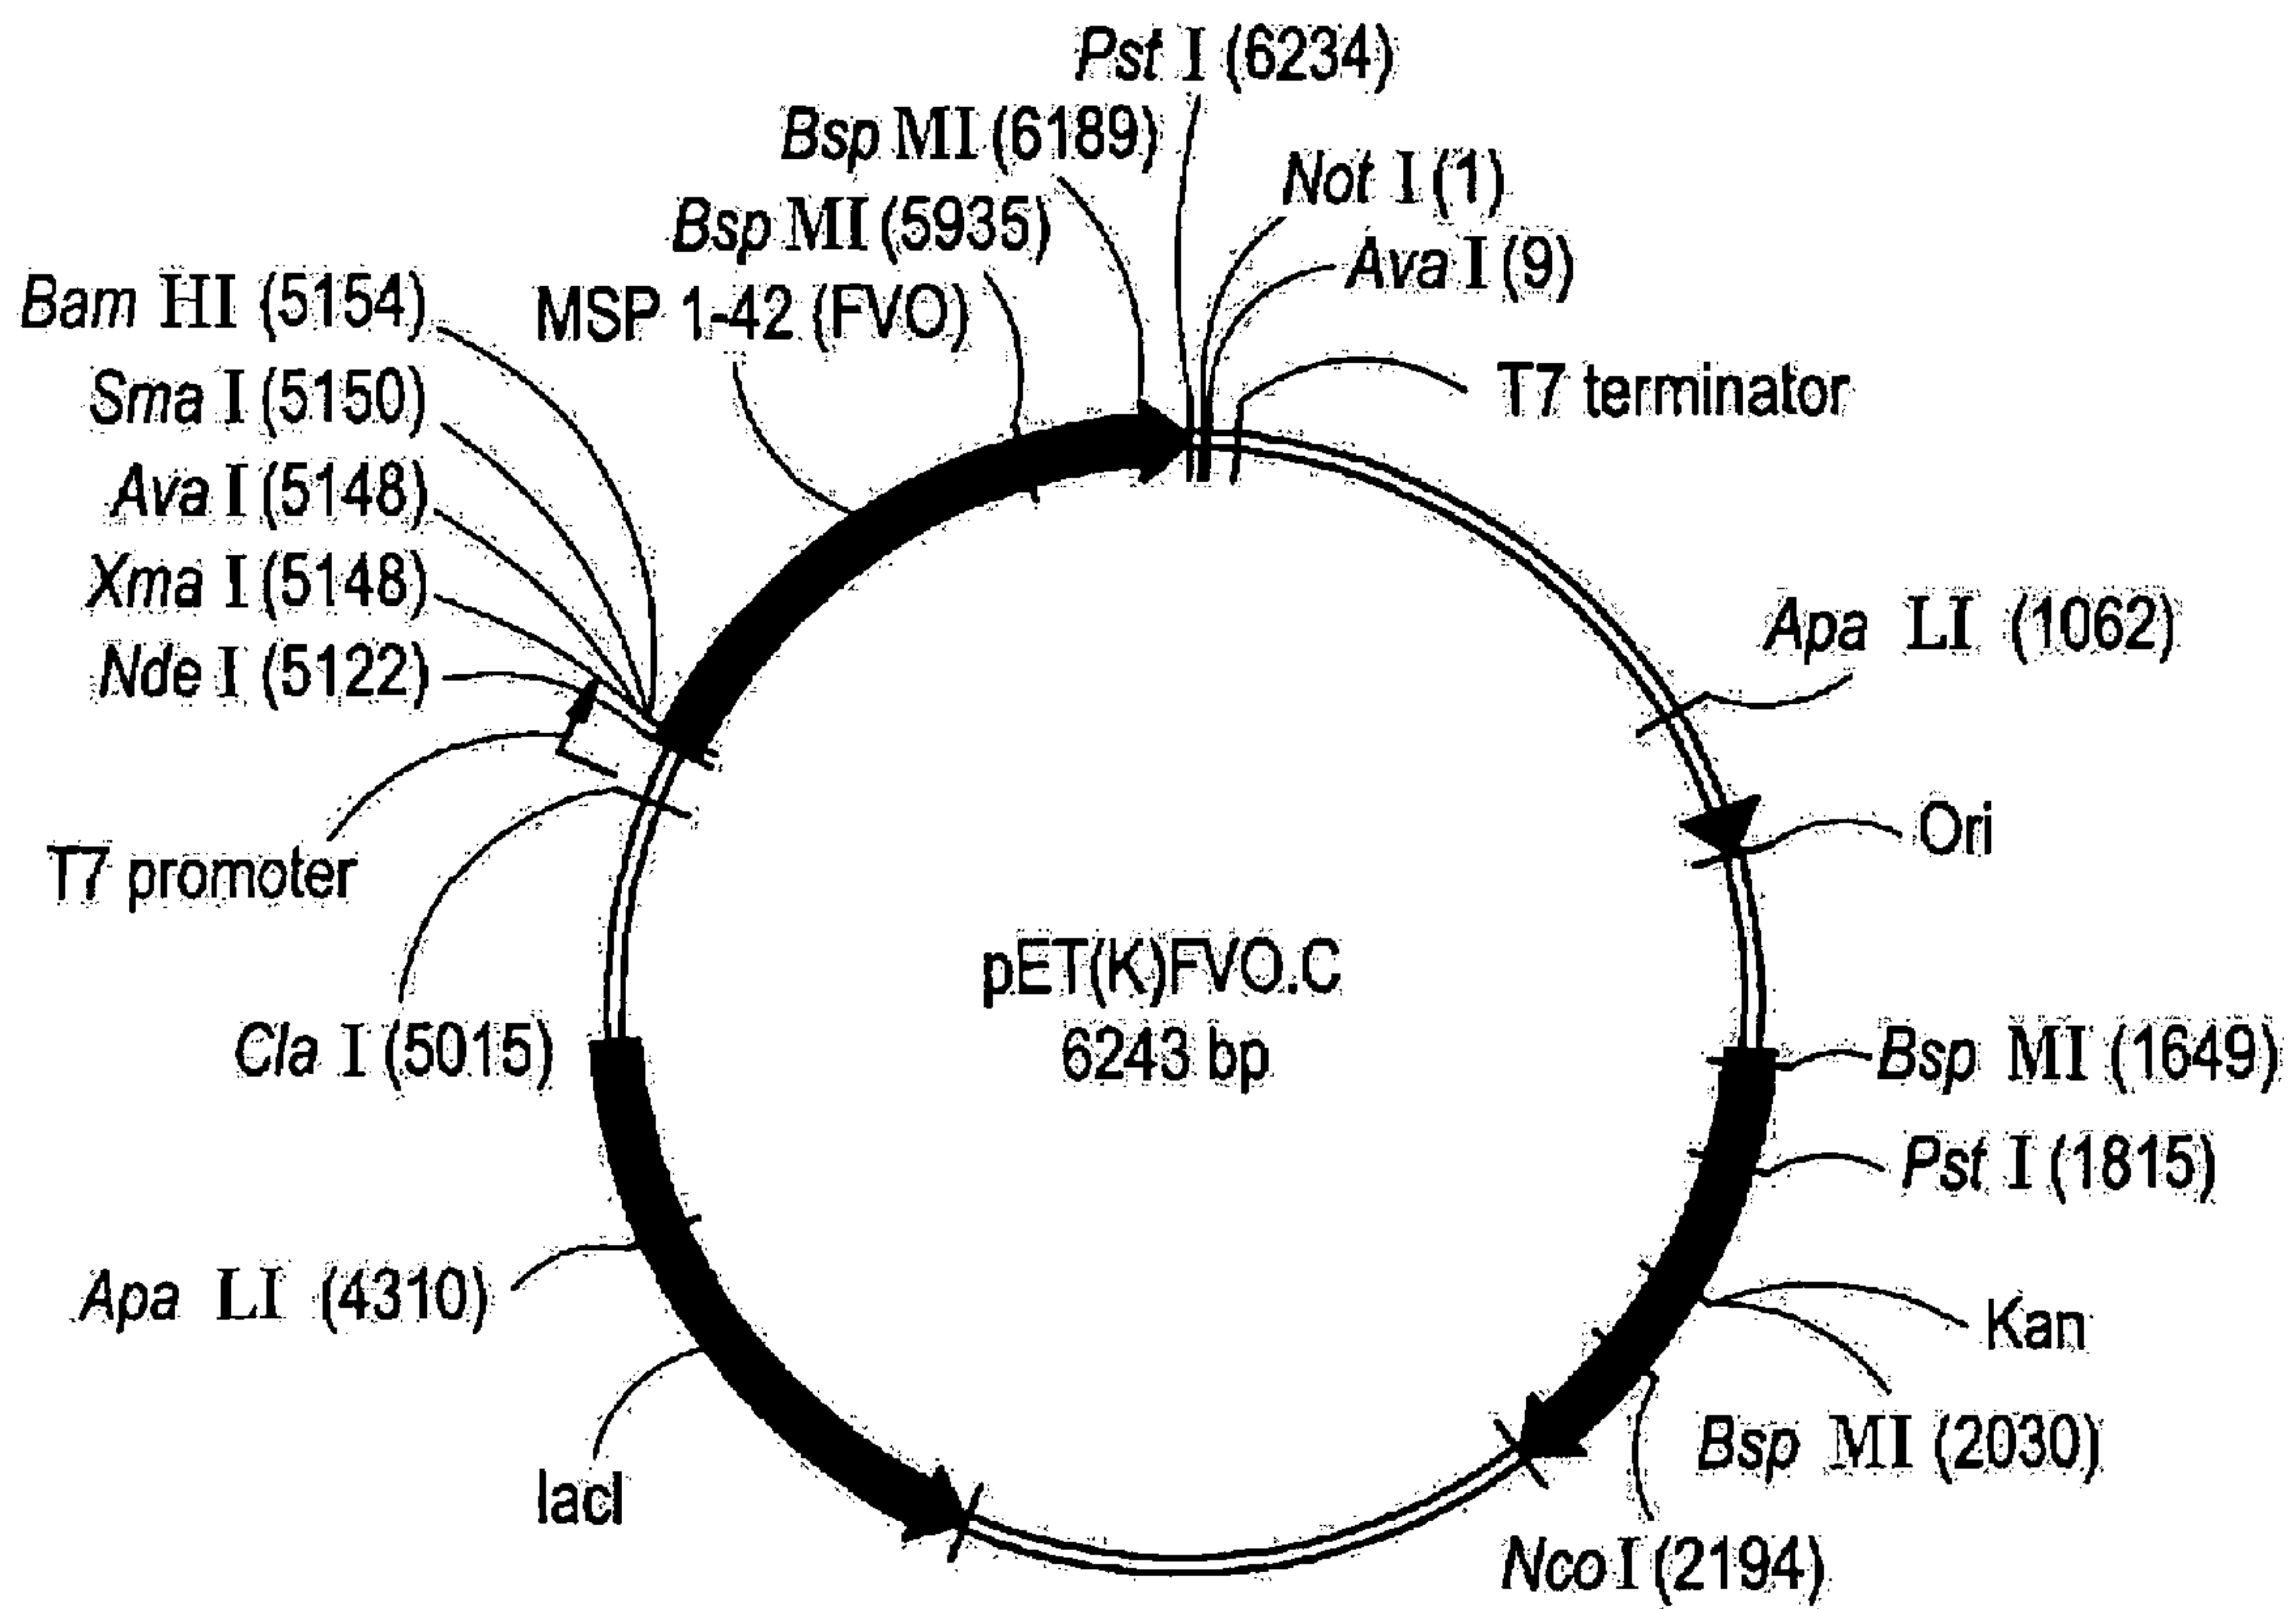 Pst I (6234)
Bsp MI (6189)
Not I (1)
Bsp MI (5935)
Ava I (9)
Bam HI (5154)
MSP 1-42 (FVO)
T7 terminator
Sma I (5150)
Ava I (5148)
Xma I (5148)
Apa LI (1062)
Nde I (5122)
Ori
T7 promoter
pET(K)FVO.C
6243 bp
Cla I (5015)
Bsp MI (1649)
Pst I (1815)
Apa LI (4310)
Kan
Bsp MI (2030)
lacI
Nco I (2194)